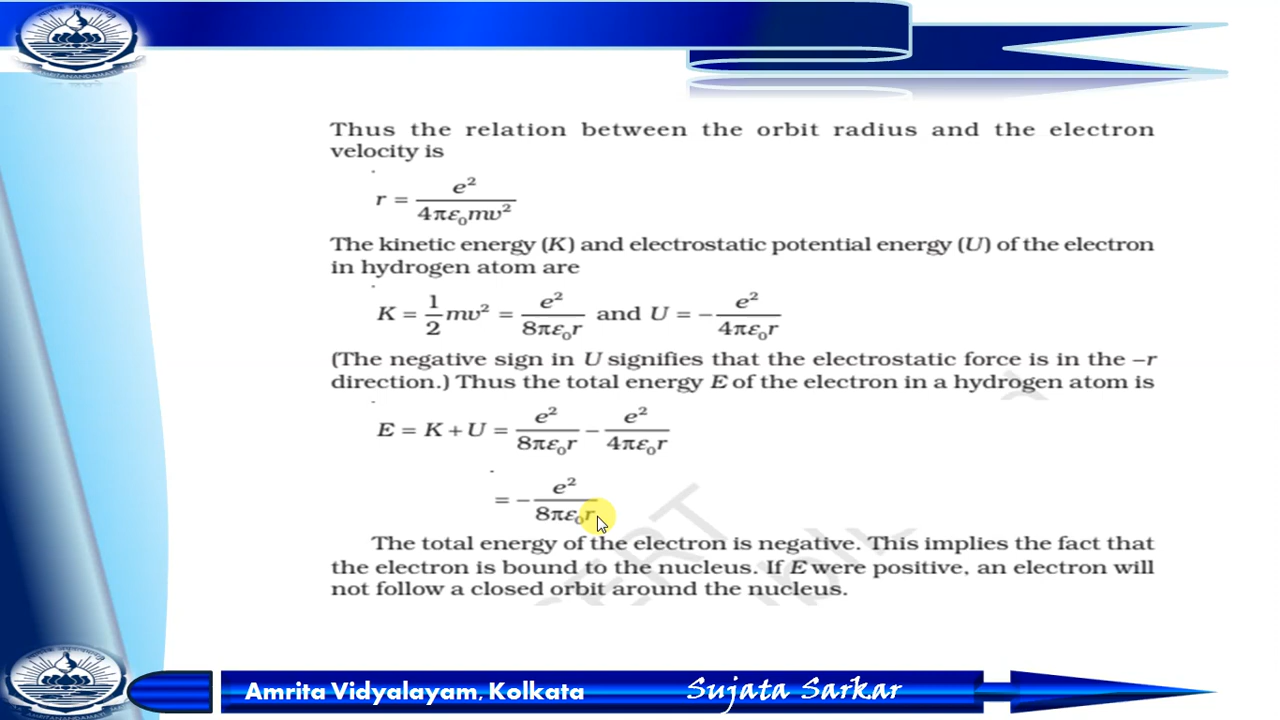 Thus the relation between the orbit radius and the electron
velocity is
r = e² / 4πε₀mv²
The kinetic energy (K) and electrostatic potential energy (U) of the electron
in hydrogen atom are
K = 1/2 mv² = e² / 8πε₀r and U = − e² / 4πε₀r
(The negative sign in U signifies that the electrostatic force is in the –r
direction.) Thus the total energy E of the electron in a hydrogen atom is
E = K + U = e² / 8πε₀r − e² / 4πε₀r
= − e² / 8πε₀r
The total energy of the electron is negative. This implies the fact that
the electron is bound to the nucleus. If E were positive, an electron will
not follow a closed orbit around the nucleus.
Amrita Vidyalayam, Kolkata Sujata Sarkar